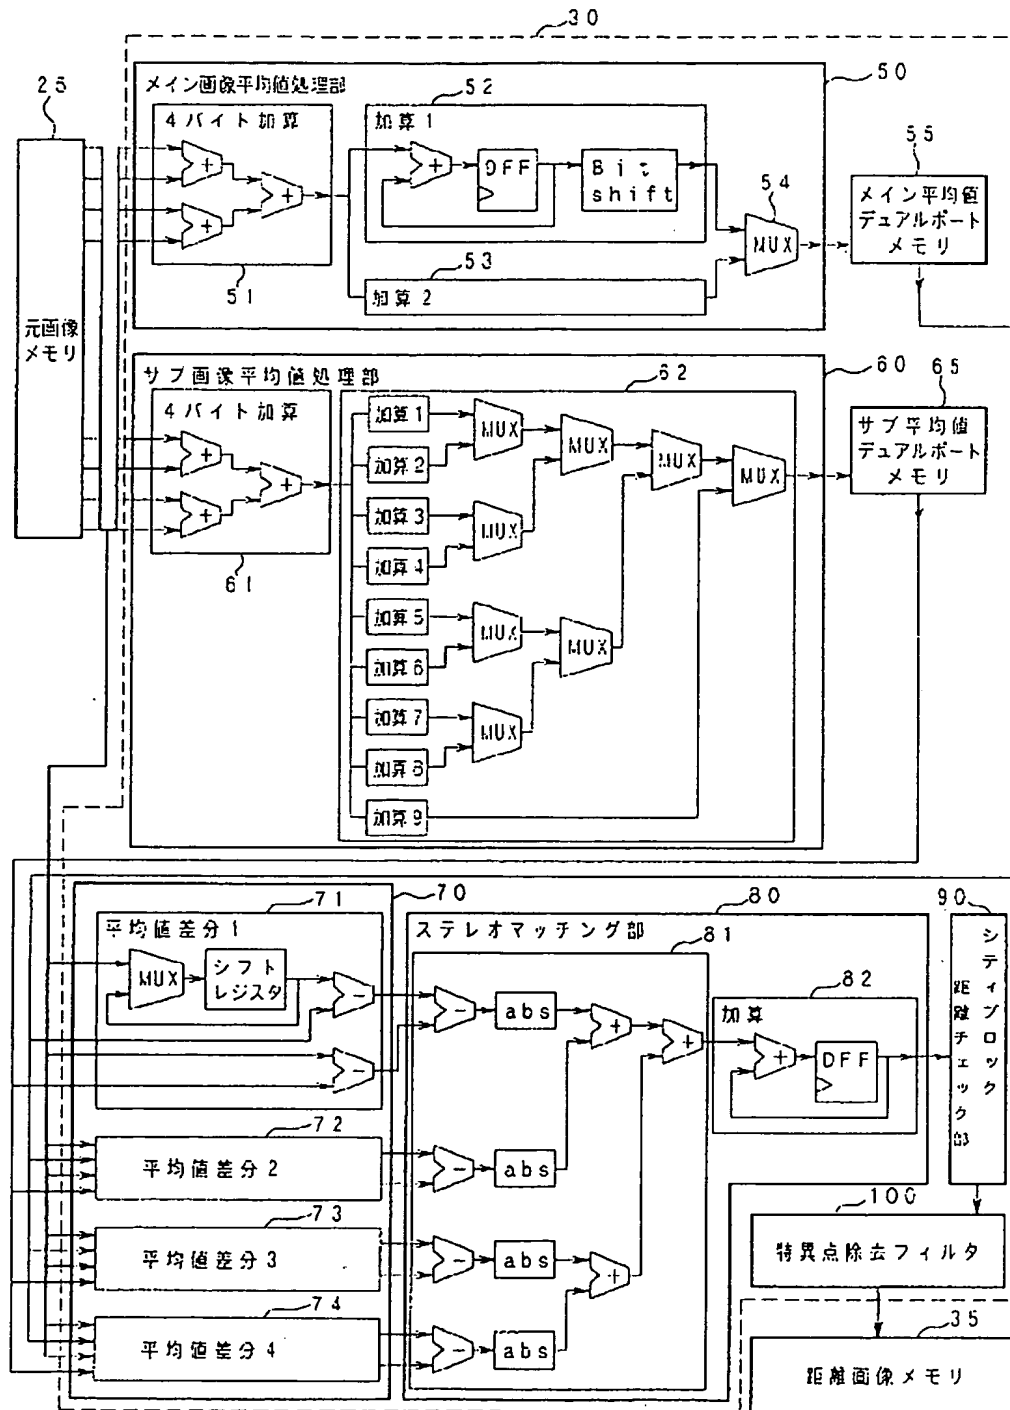 30
25
メイン画像平均値処理部
50
4バイト加算
52
加算1
55
+
+
+
+
DFF
Bit
shift
54
MUX
メイン平均値
デュアルポート
メモリ
51
53
加算2
元画像
メモリ
サブ画像平均値処理部
62
60
65
4バイト加算
+
+
+
61
加算1
加算2
加算3
加算4
加算5
加算6
加算7
加算8
加算9
MUX
MUX
MUX
MUX
MUX
MUX
MUX
MUX
サブ平均値
デュアルポート
メモリ
70
71
平均値差分1
MUX
シフト
レジスタ
-
-
80
ステレオマッチング部
81
-
abs
+
+
82
加算
+
DFF
90
シティブロック
距離チェック部
72
平均値差分2
-
abs
73
平均値差分3
-
abs
+
74
平均値差分4
-
abs
100
特異点除去フィルタ
35
距離画像メモリ